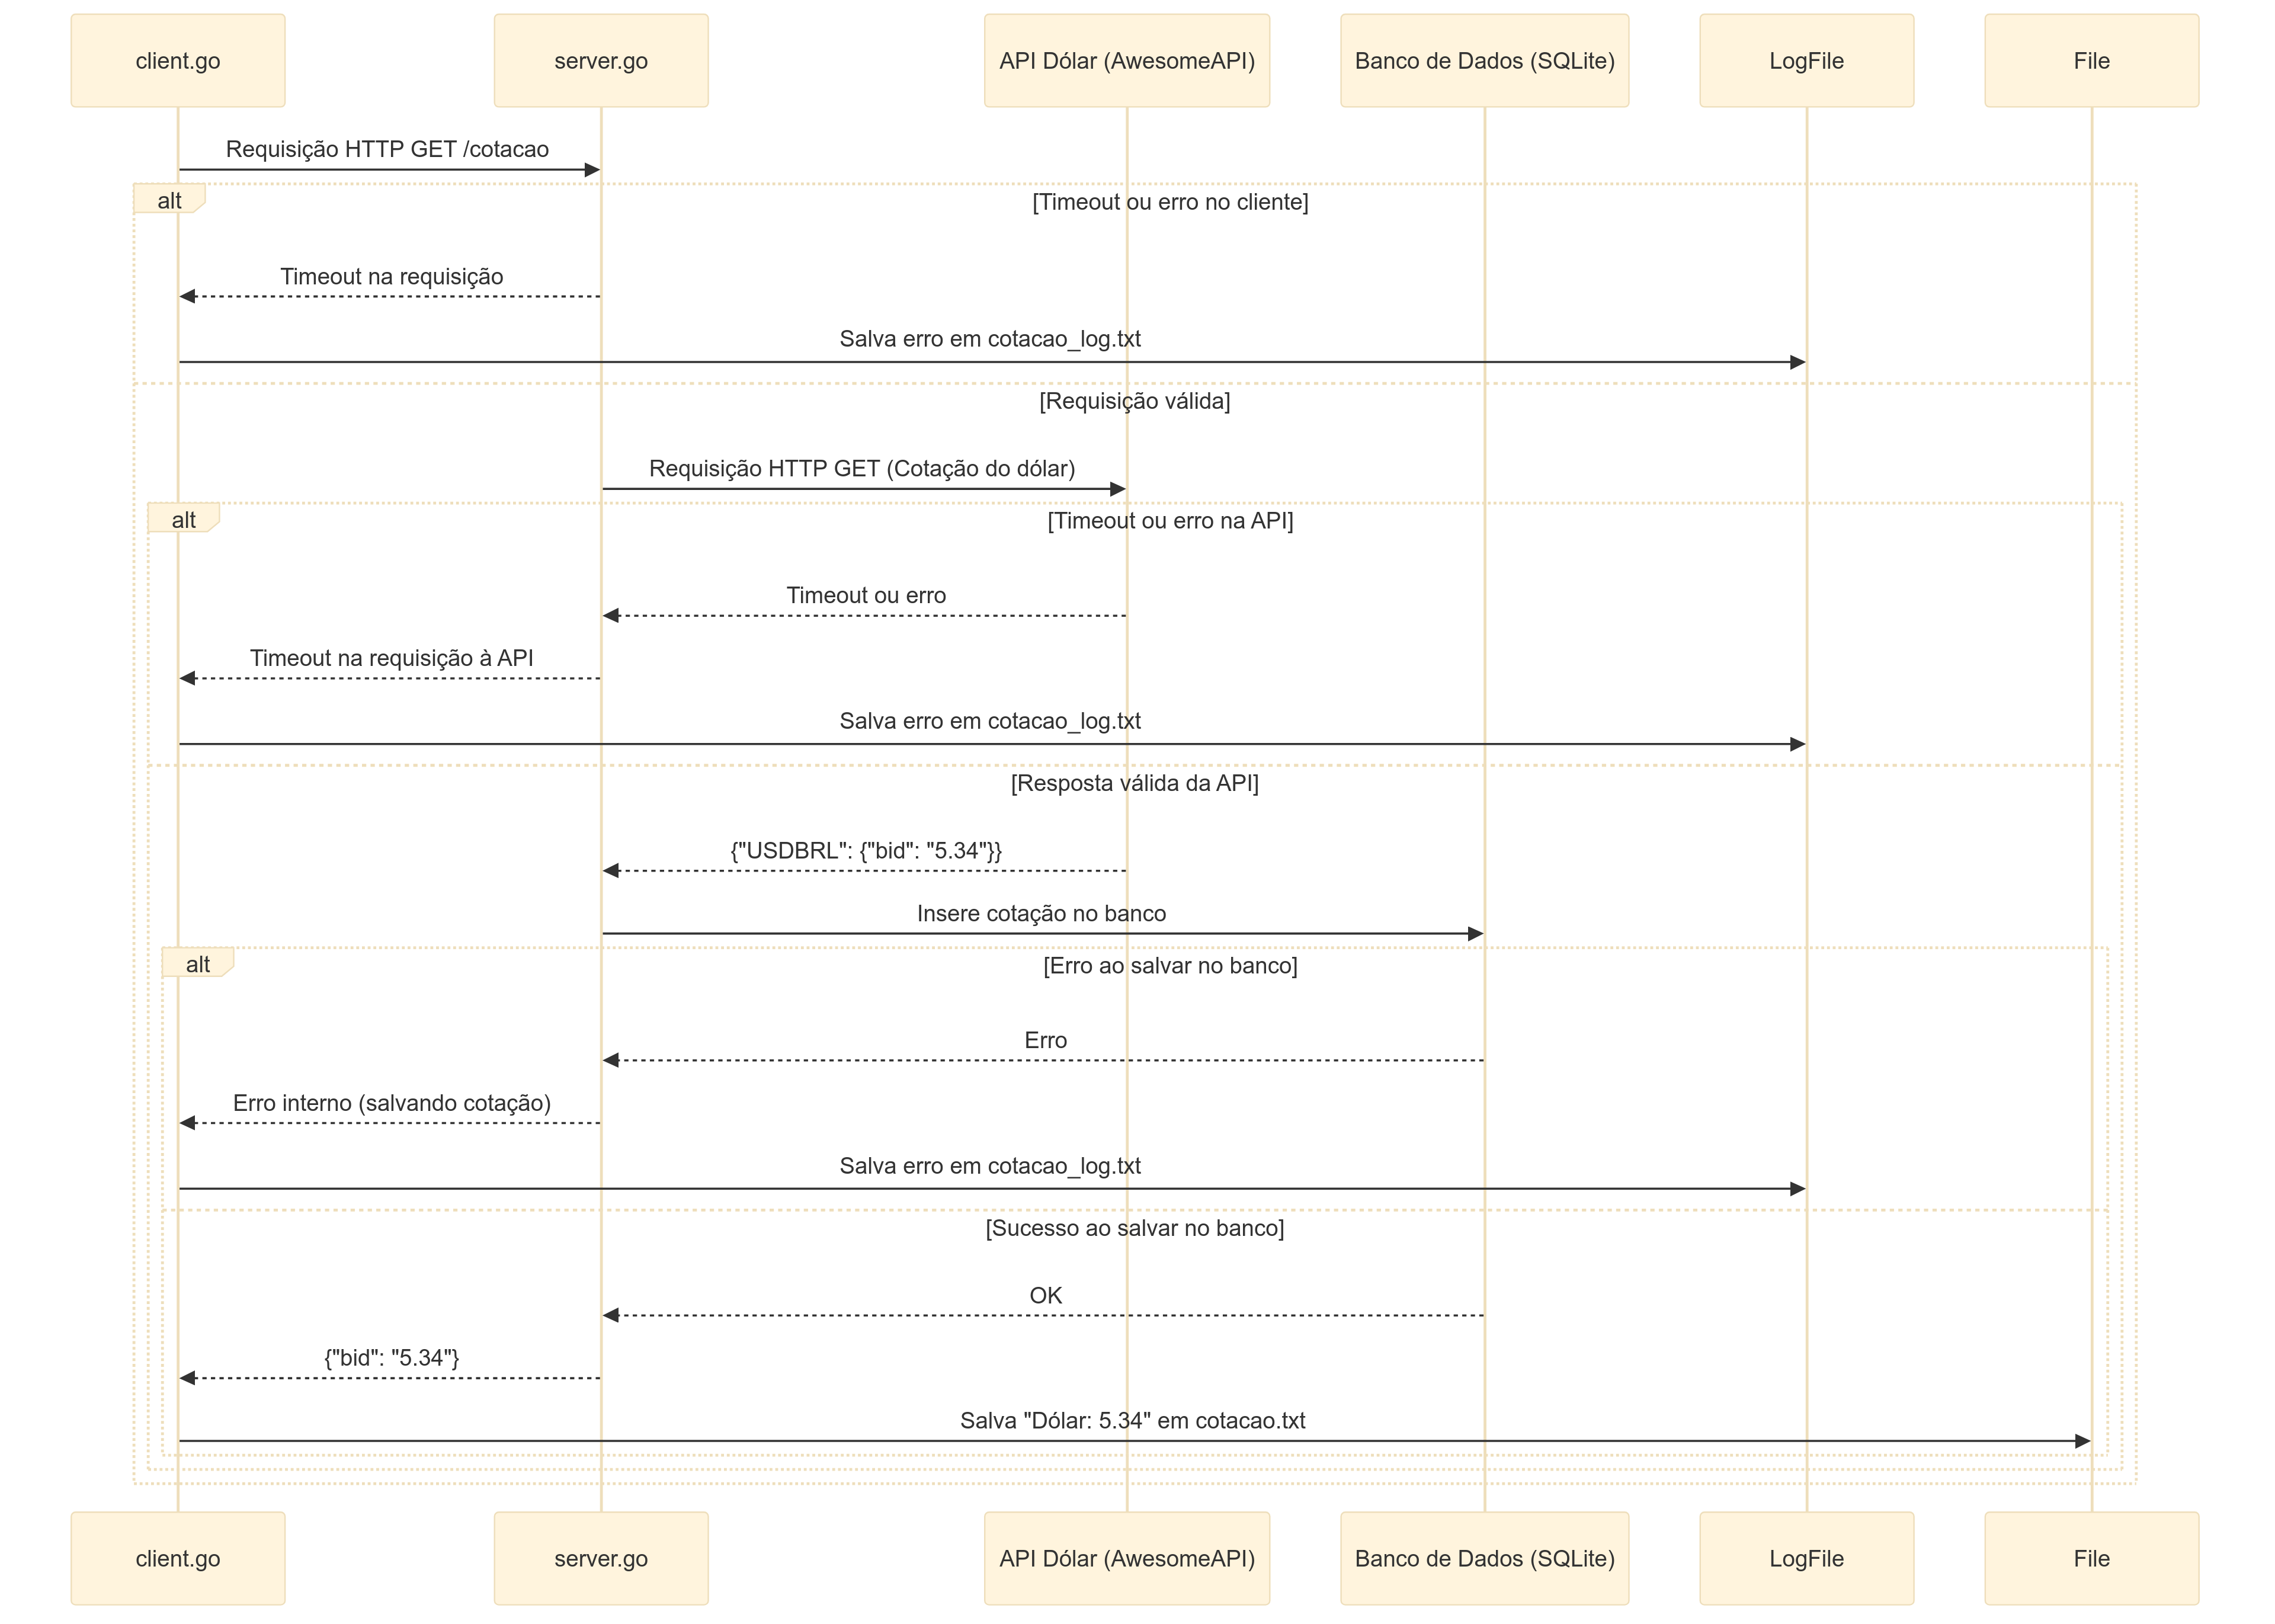 client.go
server.go
API Dólar (AwesomeAPI)
Banco de Dados (SQLite)
LogFile
File
Requisição HTTP GET /cotacao
alt
[Timeout ou erro no cliente]
Timeout na requisição
Salva erro em cotacao_log.txt
[Requisição válida]
Requisição HTTP GET (Cotação do dólar)
alt
[Timeout ou erro na API]
Timeout ou erro
Timeout na requisição à API
Salva erro em cotacao_log.txt
[Resposta válida da API]
{"USDBRL": {"bid": "5.34"}}
Insere cotação no banco
alt
[Erro ao salvar no banco]
Erro
Erro interno (salvando cotação)
Salva erro em cotacao_log.txt
[Sucesso ao salvar no banco]
OK
{"bid": "5.34"}
Salva "Dólar: 5.34" em cotacao.txt
client.go
server.go
API Dólar (AwesomeAPI)
Banco de Dados (SQLite)
LogFile
File